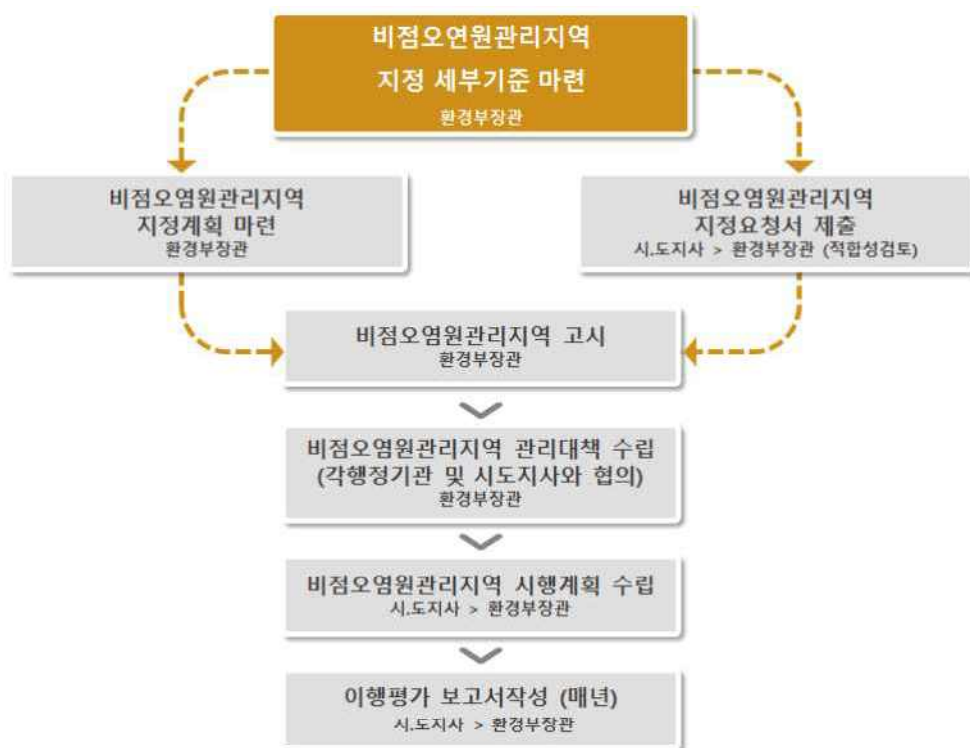 비점오연원관리지역
지정 세부기준 마련
환경부장관
비점오염원관리지역
지정계획 마련
환경부장관
비점오염원관리지역
지정요청서 제출
시.도지사 > 환경부장관 (적합성검토)
비점오염원관리지역 고시
환경부장관
비점오염원관리지역 관리대책 수립
(각행정기관 및 시도지사와 협의)
환경부장관
비점오염원관리지역 시행계획 수립
시.도지사 > 환경부장관
이행평가 보고서작성 (매년)
시.도지사 > 환경부장관